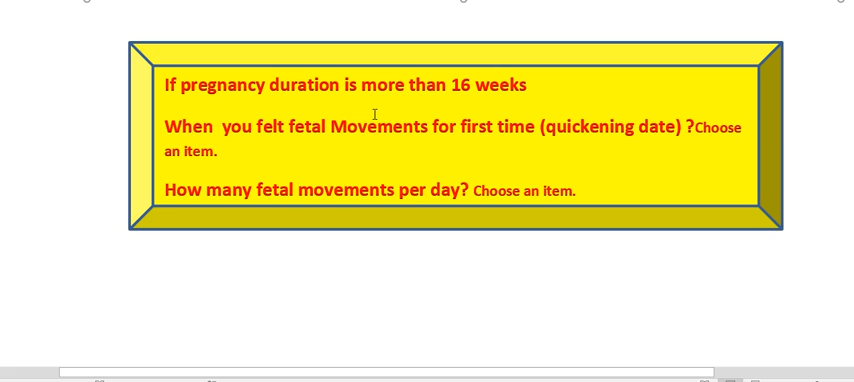 If pregnancy duration is more than 16 weeks
When  you felt fetal Movements for first time (quickening date) ?Choose
an item.
How many fetal movements per day? Choose an item.